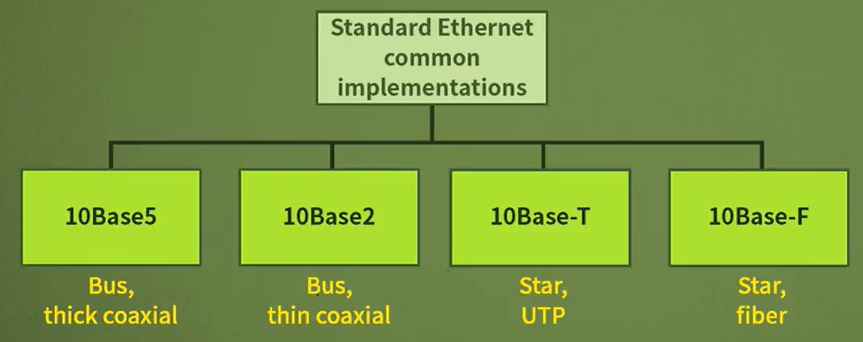 Standard Ethernet
common
implementations
10Base5
10Base2
10Base-T
10Base-F
Bus,
thick coaxial
Bus,
thin coaxial
Star,
UTP
Star,
fiber